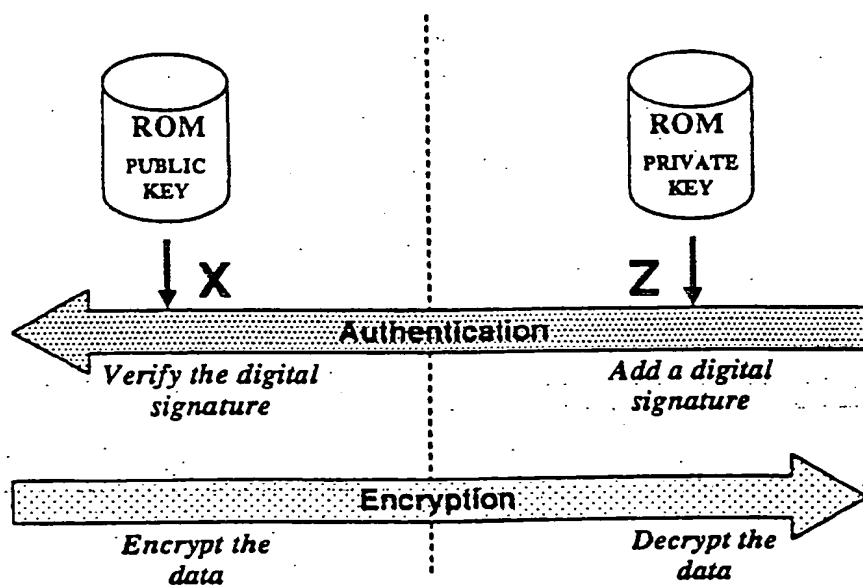 ROM
PUBLIC
KEY
ROM
PRIVATE
KEY
X
Z
Authentication
Verify the digital
signature
Add a digital
signature
Encryption
Encrypt the
data
Decrypt the
data